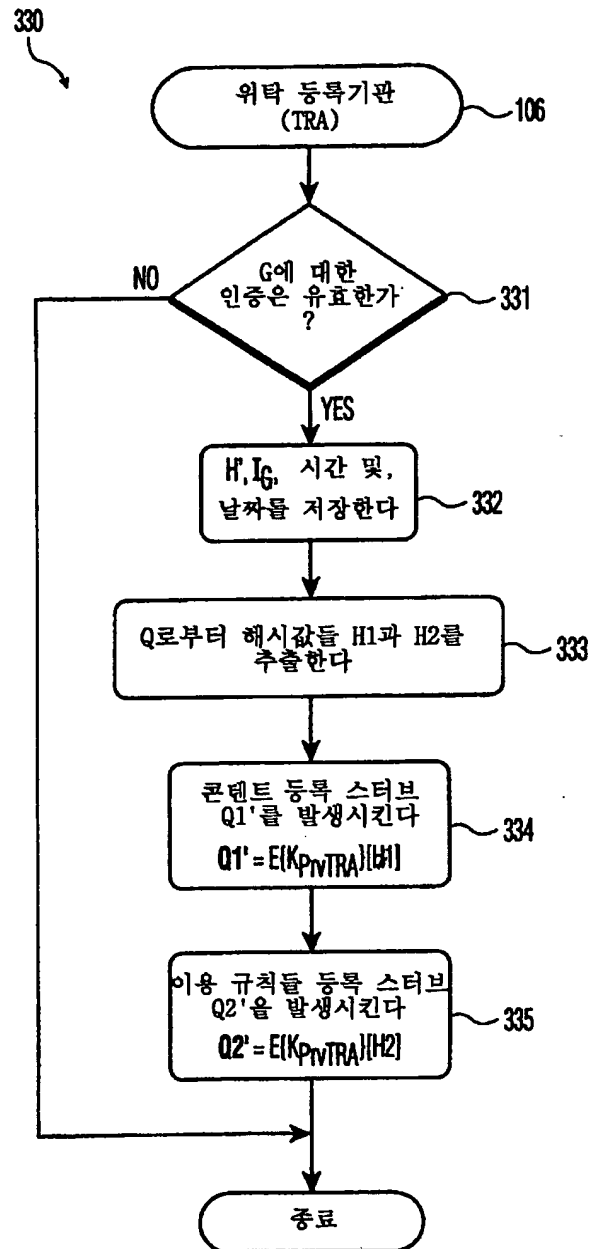 330
위탁 등록기관
(TRA)
106
G에 대한
인증은 유효한가
?
331
NO
YES
H', I_G, 시간 및,
날짜를 저장한다
332
Q로부터 해시값들 H1과 H2를
추출한다
333
콘텐트 등록 스터브
Q1'를 발생시킨다
Q1' = E{K_PrvTRA}[H1]
334
이용 규칙들 등록 스터브
Q2'을 발생시킨다
Q2' = E{K_PrvTRA}[H2]
335
종료